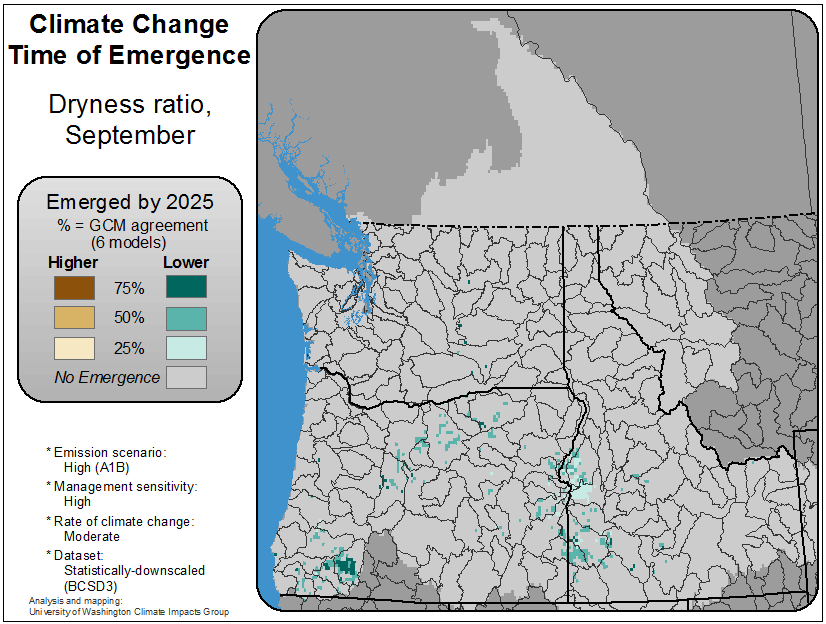 Climate Change
Time of Emergence
Dryness ratio,
September
Emerged by 2025
% = GCM agreement
(6 models)
Higher Lower
75%
50%
25%
No Emergence
* Emission scenario:
High (A1B)
* Management sensitivity:
High
* Rate of climate change:
Moderate
* Dataset:
Statistically-downscaled
(BCSD3)
Analysis and mapping:
University of Washington Climate Impacts Group